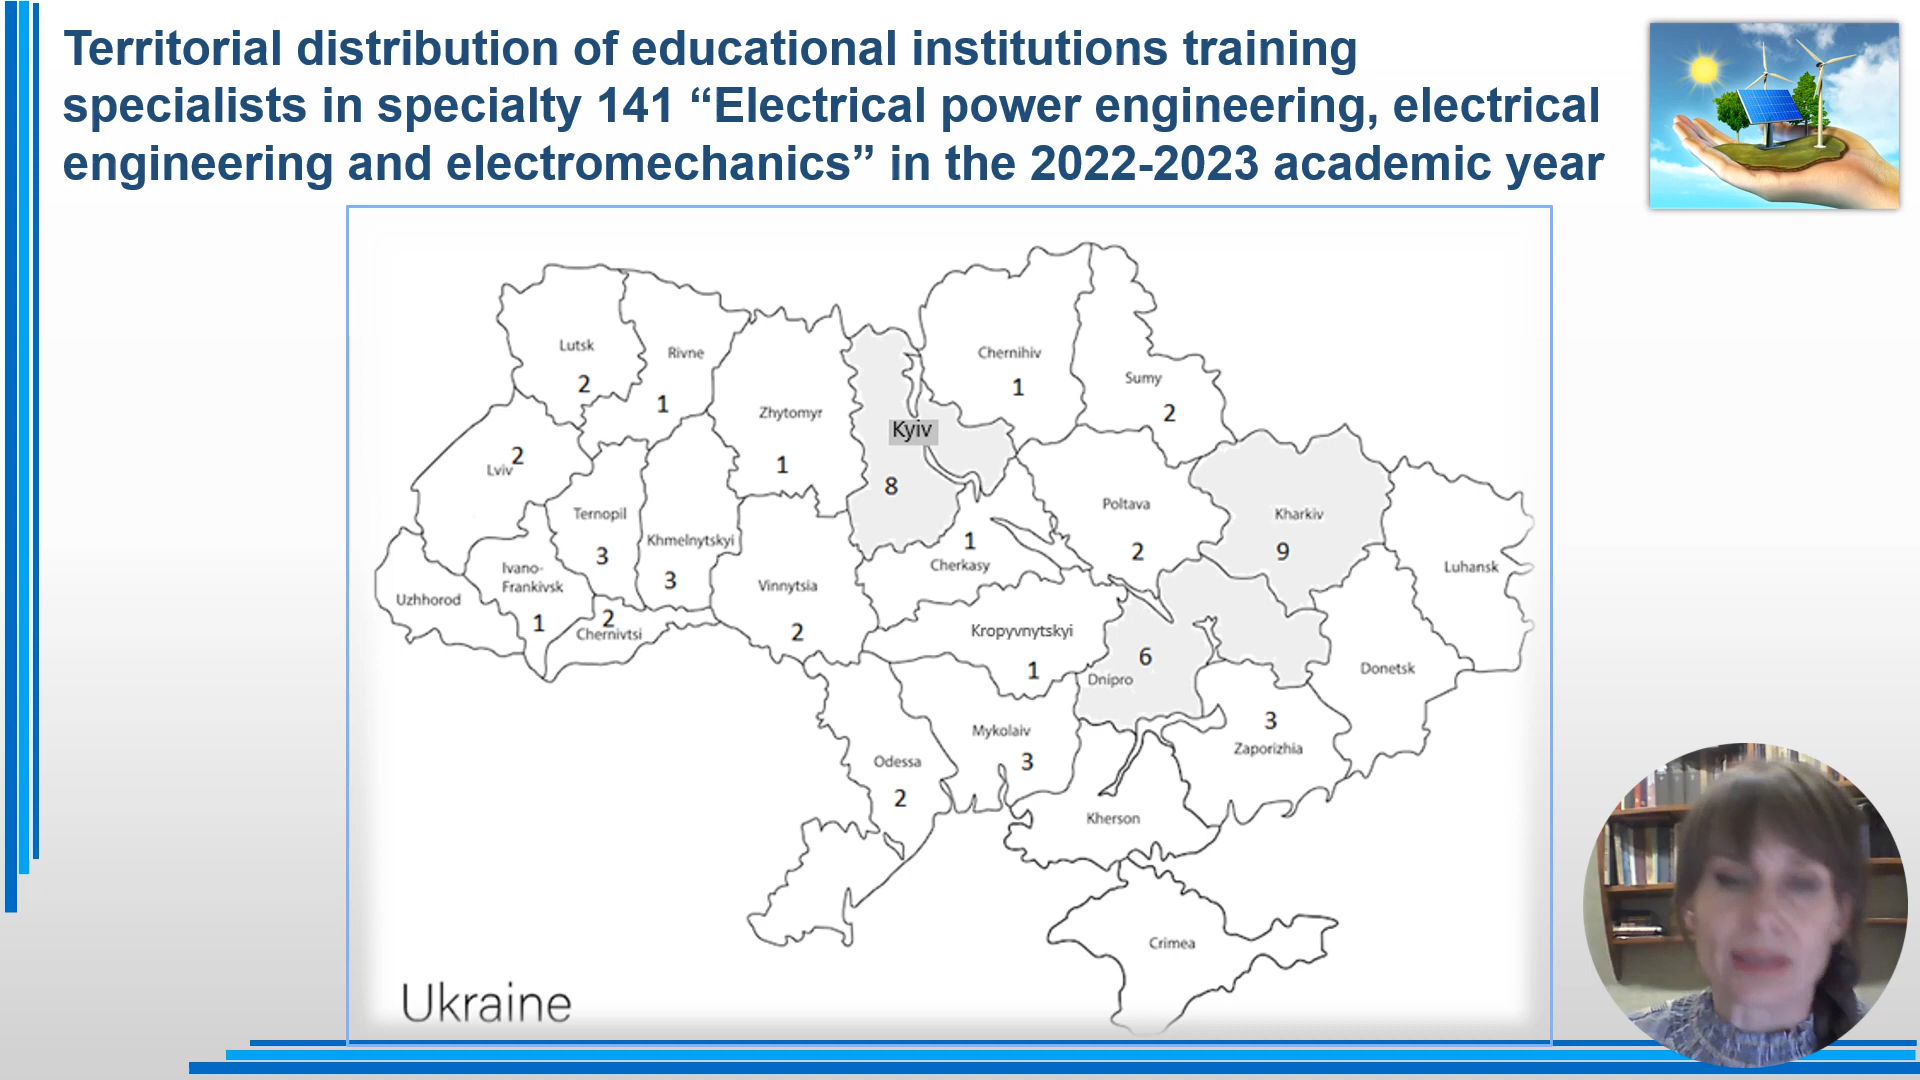 Territorial distribution of educational institutions training
specialists in specialty 141 “Electrical power engineering, electrical
engineering and electromechanics” in the 2022-2023 academic year
Lutsk
2
Rivne
1
Zhytomyr
1
Kyiv
8
Chernihiv
1
Sumy
2
Lviv
2
Ternopil
3
Khmelnytskyi
3
Vinnytsia
2
1
Cherkasy
Poltava
2
Kharkiv
9
Luhansk
Uzhhorod
Ivano-
Frankivsk
1
2
Chernivtsi
Kropyvnytskyi
1
6
Dnipro
Donetsk
3
Zaporizhia
Mykolaiv
3
Odessa
2
Kherson
Crimea
Ukraine